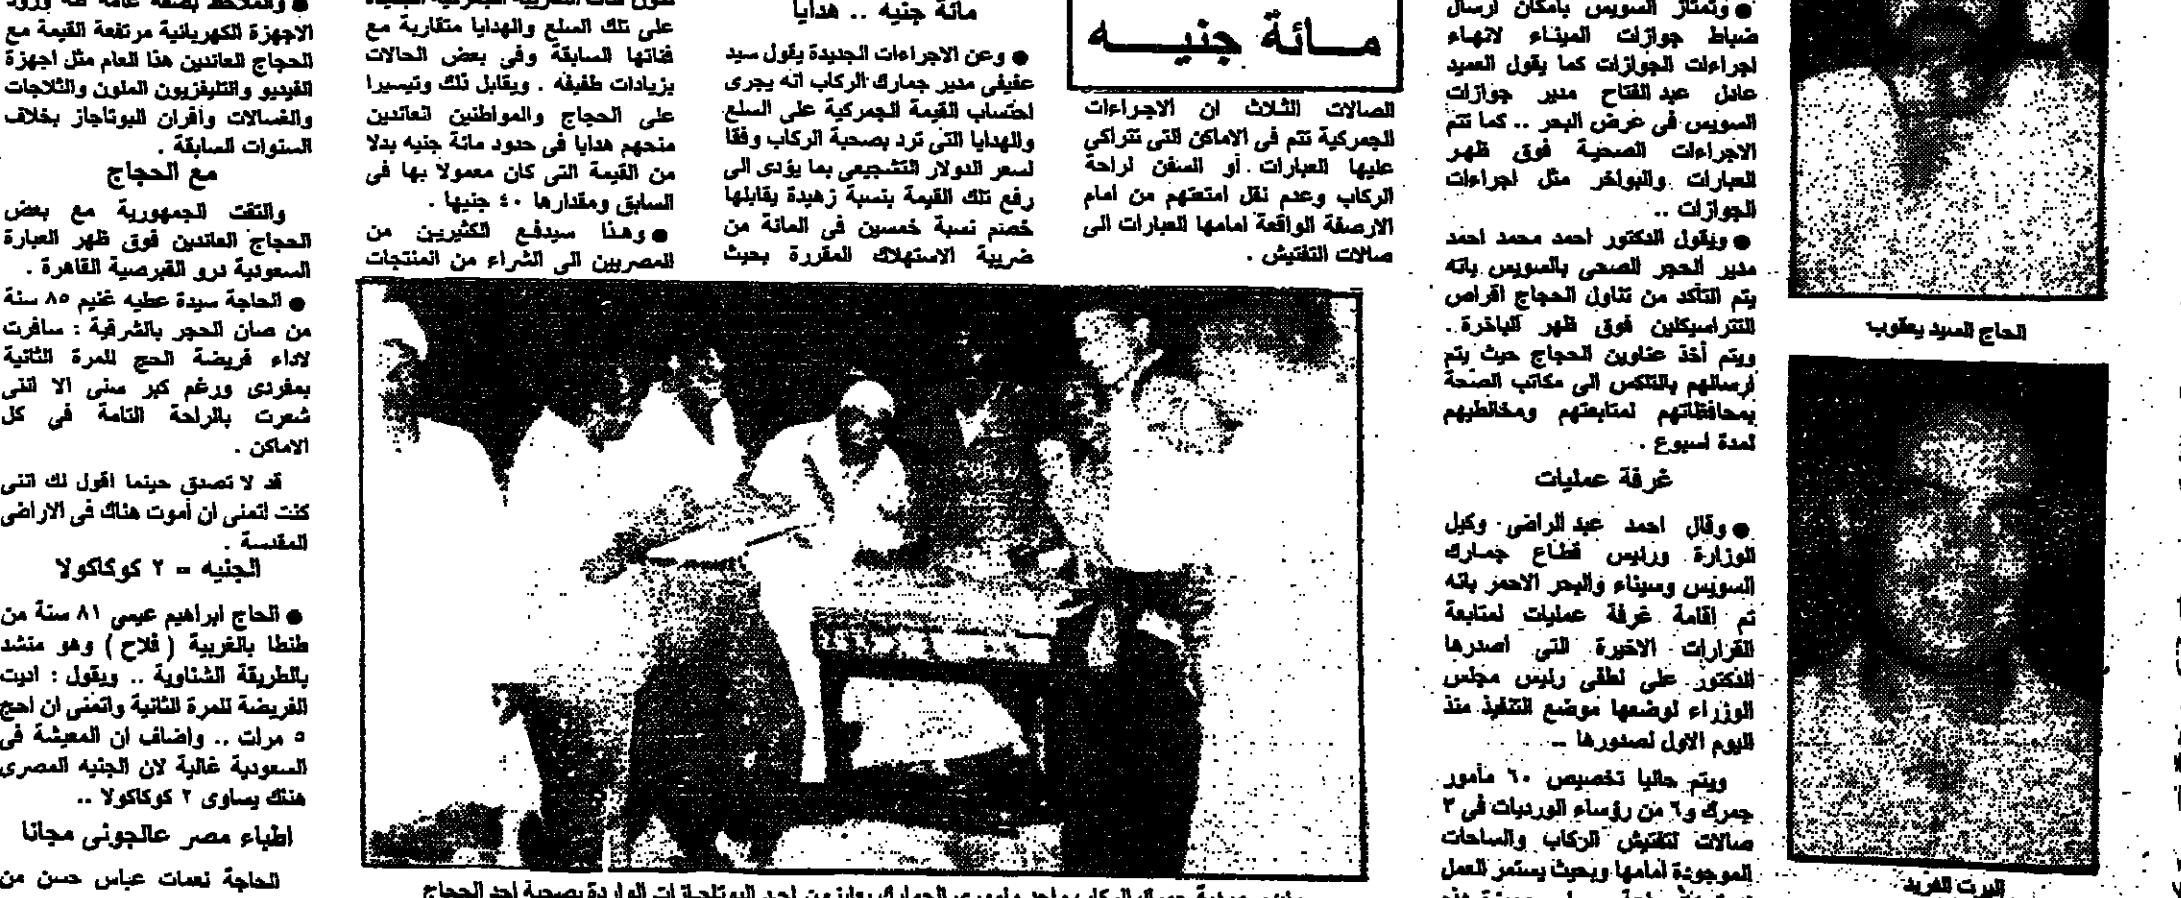 الحاج السيد يعقوب
البرت الفريد
● وتمتاز السويس بامكان ارسال
ضباط جوازات الميناء لانهاء
اجراءات الجوازات كما يقول العميد
عادل عبد الفتاح مدير جوازات
السويس فى عرض البحر .. كما تتم
الاجراءات الصحية فوق ظهر
العبارات والبواخر مثل اجراءات
الجوازات ..
● ويقول الدكتور احمد محمد احمد
مدير الحجر الصحى بالسويس بانه
يتم التأكد من تناول الحجاج اقراص
التتراسيكلين فوق ظهر الباخرة .
ويتم أخذ عناوين الحجاج حيث يتم
ارسالهم بالتلكس الى مكاتب الصحة
بمحافظاتهم لمتابعتهم ومخالطيهم
لمدة اسبوع .
غرفة عمليات
● وقال احمد عبد الراضى وكيل
الوزارة ورئيس قطاع جمارك
السويس وسيناء والبحر الاحمر بانه
تم إقامة غرفة عمليات لمتابعة
القرارات الاخيرة التى أصدرها
الدكتور على لطفى رئيس مجلس
الوزراء لوضعها موضع التنفيذ منذ
اليوم الاول لصدورها ..
ويتم حاليا تخصيص ٦٠ مأمور
جمرك و٦ من رؤساء الورديات فى ٣
صالات لتفتيش الركاب والساحات
الموجودة أمامها وبحيث يستمر العمل
مــائة جنيــــه
الصالات الثلاث ان الاجراءات
الجمركية تتم فى الاماكن التى تتراكى
عليها العبارات أو السفن لراحة
الركاب وعدم نقل امتعتهم من امام
الارصفة الواقعة امامها العبارات الى
صالات التفتيش .
مائة جنيه .. هدايا
● وعن الاجراءات الجديدة يقول سيد
عفيفى مدير جمارك الركاب انه يجرى
احتساب القيمة الجمركية على السلع
والهدايا التى ترد بصحبة الركاب وفقا
لسعر الدولار التشجيعى بما يؤدى الى
رفع تلك القيمة بنسبة زهيدة يقابلها
خصم نسبة خمسين فى المائة من
ضريبة الاستهلاك المقررة بحيث
على تلك السلع والهدايا متقاربة مع
فئاتها السابقة وفى بعض الحالات
بزيادات طفيفه . ويقابل ذلك وتيسيرا
على الحجاج والمواطنين العائدين
منحهم هدايا فى حدود مائة جنيه بدلا
من القيمة التى كان معمولا بها فى
السابق ومقدارها ٤٠ جنيها .
● وهذا سيدفع الكثيرين من
المصريين الى الشراء من المنتجات
● والملاحظ بصفة عامة ورود
الاجهزة الكهربائية مرتفعة القيمة مع
الحجاج العائدين هذا العام مثل اجهزة
الفيديو والتليفزيون الملون والثلاجات
والغسالات وأفران البوتاجاز بخلاف
السنوات السابقة .
مع الحجاج
والتقت الجمهورية مع بعض
الحجاج العائدين فوق ظهر العبارة
السعودية نرو القبرصية القاهرة .
● الحاجة سيدة عطيه غنيم ٨٥ سنة
من صان الحجر بالشرقية : سافرت
لاداء فريضة الحج للمرة الثانية
بمفردى ورغم كبر سنى الا اننى
شعرت بالراحة التامة فى كل
الاماكن .
قد لا تصدق حينما اقول لك اننى
كنت اتمنى ان أموت هناك فى الاراضى
المقدسة .
الجنيه = ٢ كوكاكولا
● الحاج ابراهيم عيسى ٨١ سنة من
طنطا بالغربية ( فلاح ) وهو منشد
بالطريقة الشناوية .. ويقول : اديت
الفريضة للمرة الثانية واتمنى ان احج
٥ مرات .. واضاف ان المعيشة فى
السعودية غالية لان الجنيه المصرى
هناك يساوى ٢ كوكاكولا ..
اطباء مصر عالجونى مجانا
الحاجة نعمات عباس حسن من